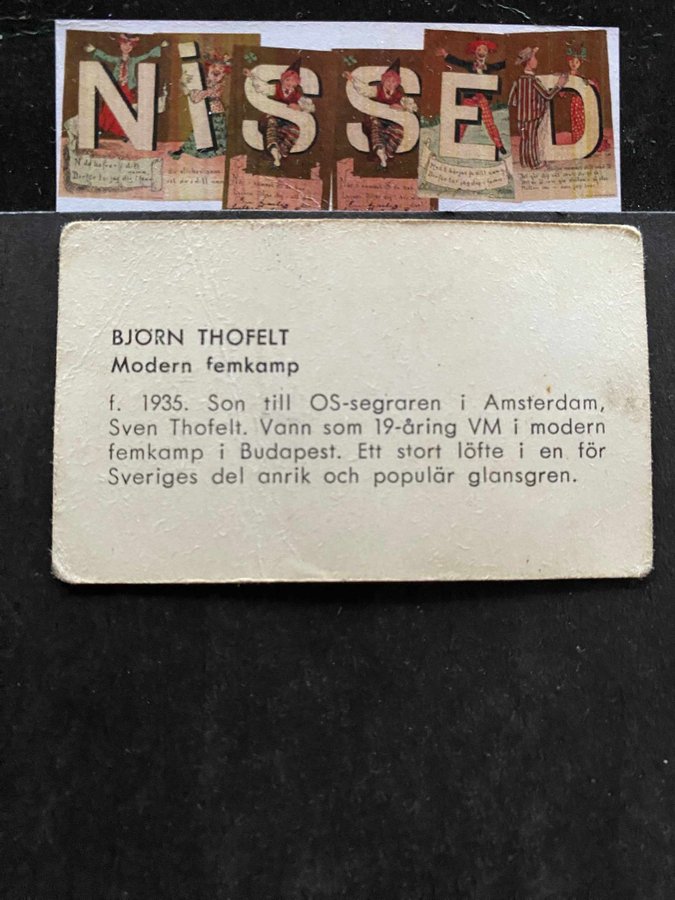 NiSSED
BJÖRN THOFELT
Modern femkamp
f. 1935. Son till OS-segraren i Amsterdam,
Sven Thofelt. Vann som 19-åring VM i modern
femkamp i Budapest. Ett stort löfte i en för
Sveriges del anrik och populär glansgren.